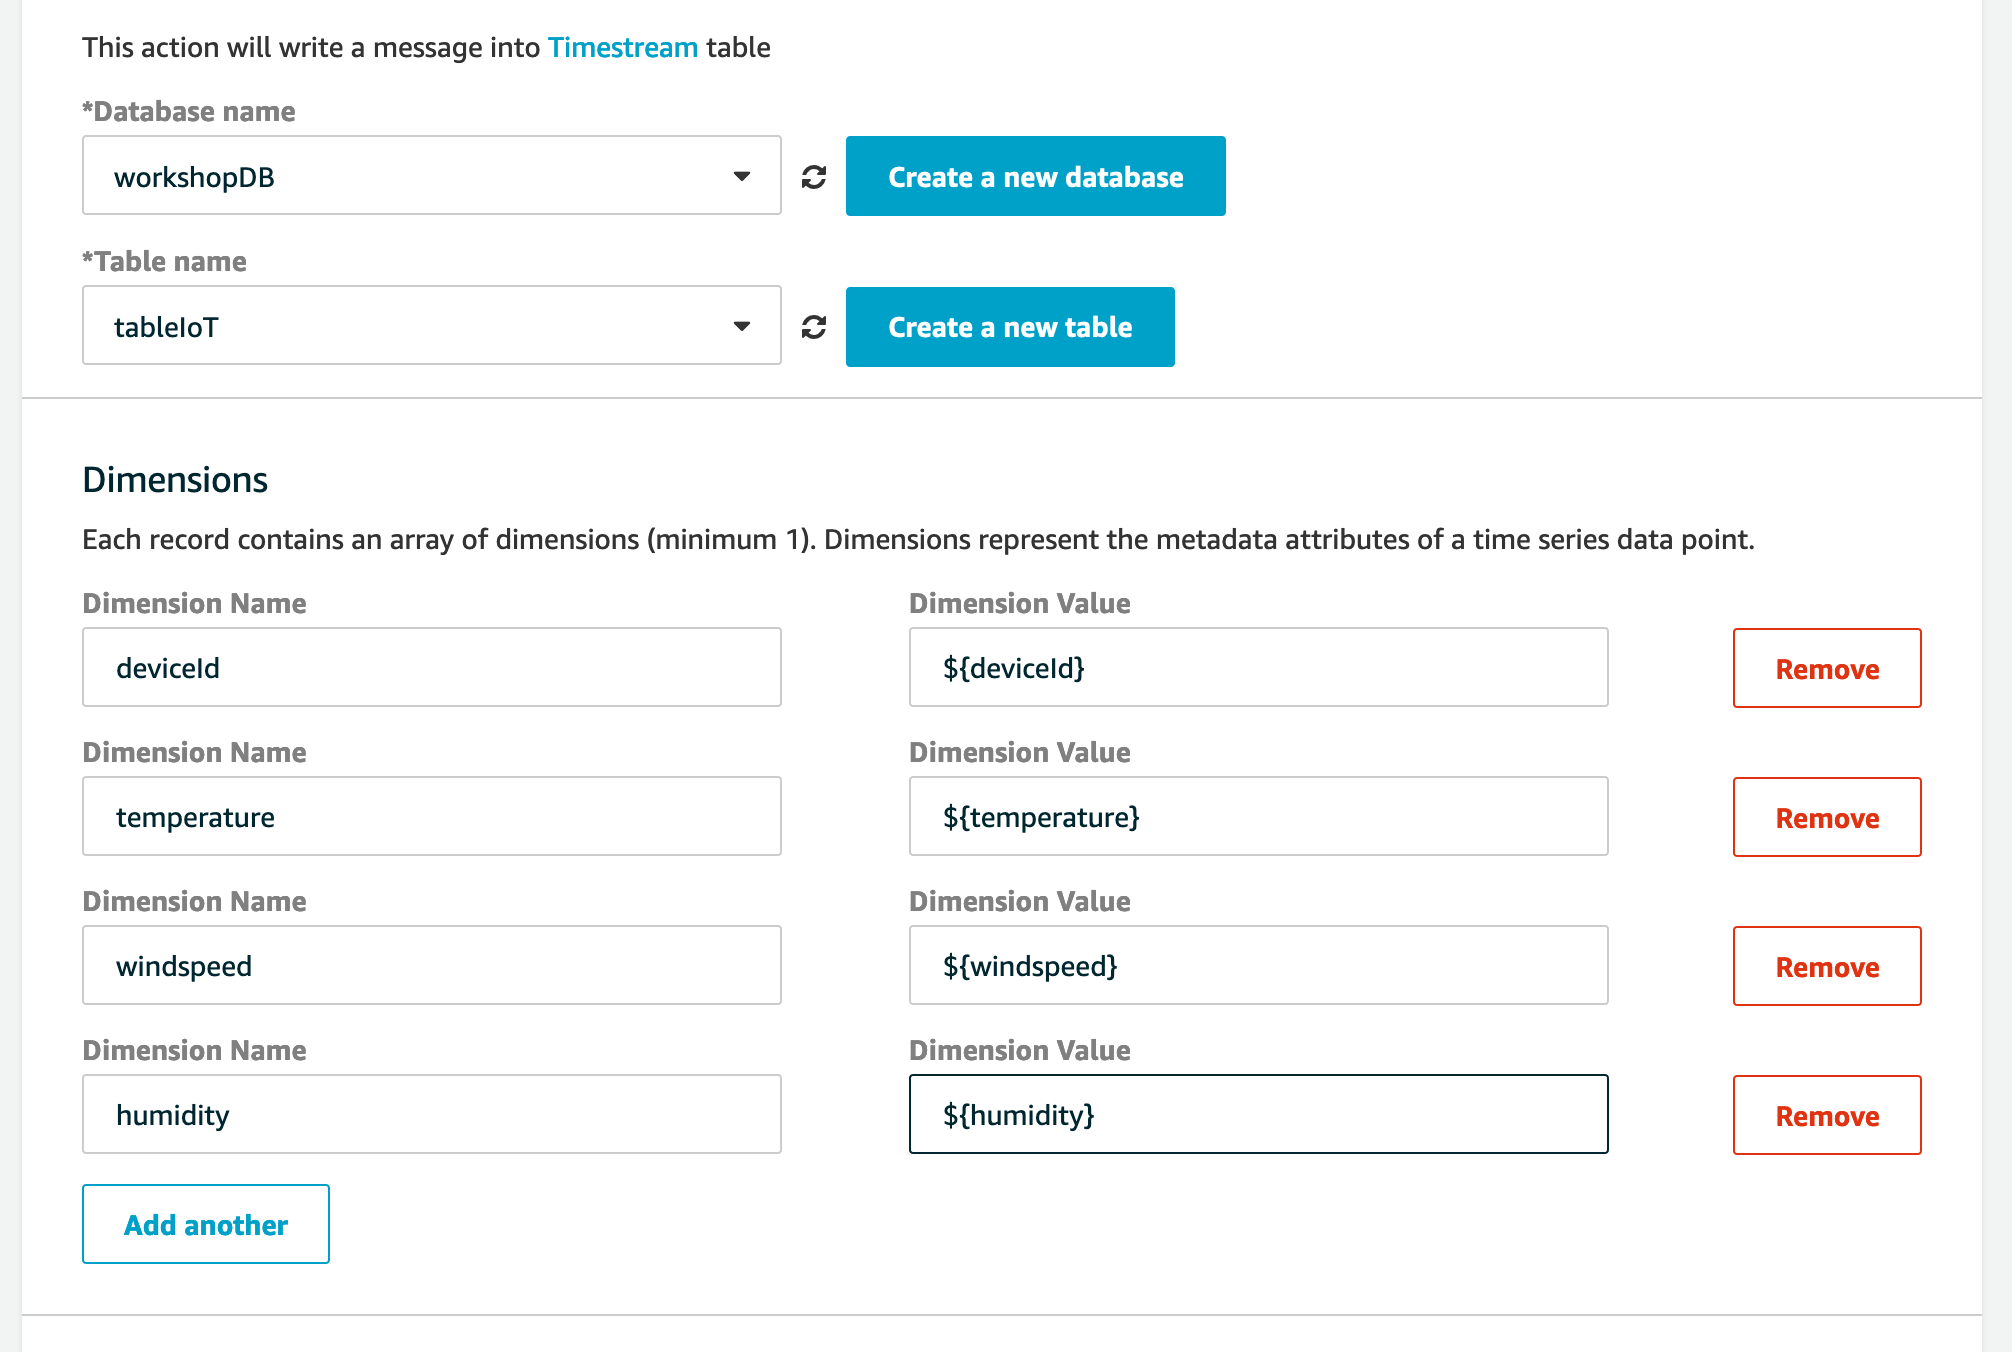 This action will write a message into Timestream table
*Database name
workshopDB
Create a new database
*Table name
tableIoT
Create a new table
Dimensions
Each record contains an array of dimensions (minimum 1). Dimensions represent the metadata attributes of a time series data point.
Dimension Name Dimension Value
deviceId ${deviceId} Remove
Dimension Name Dimension Value
temperature ${temperature} Remove
Dimension Name Dimension Value
windspeed ${windspeed} Remove
Dimension Name Dimension Value
humidity ${humidity} Remove
Add another